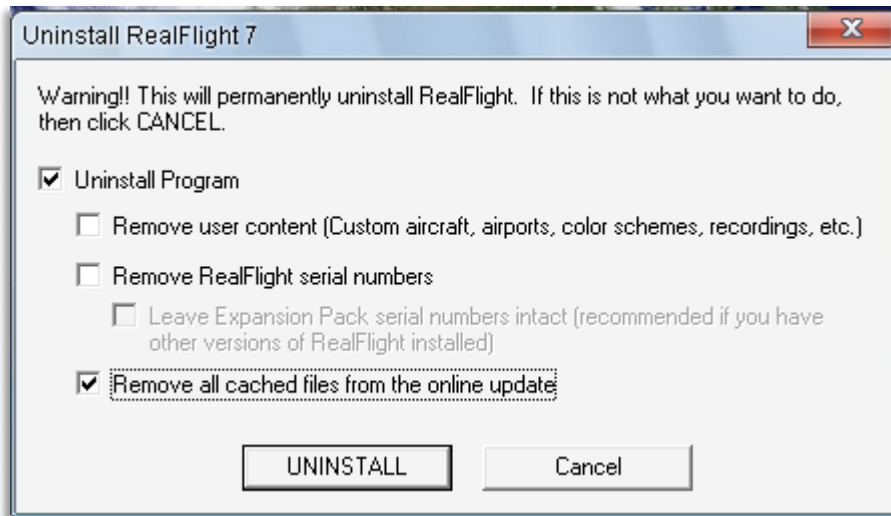 Uninstall RealFlight 7
Warning!! This will permanently uninstall RealFlight. If this is not what you want to do,
then click CANCEL.
Uninstall Program
Remove user content (Custom aircraft, airports, color schemes, recordings, etc.)
Remove RealFlight serial numbers
Leave Expansion Pack serial numbers intact (recommended if you have
other versions of RealFlight installed)
Remove all cached files from the online update
UNINSTALL Cancel